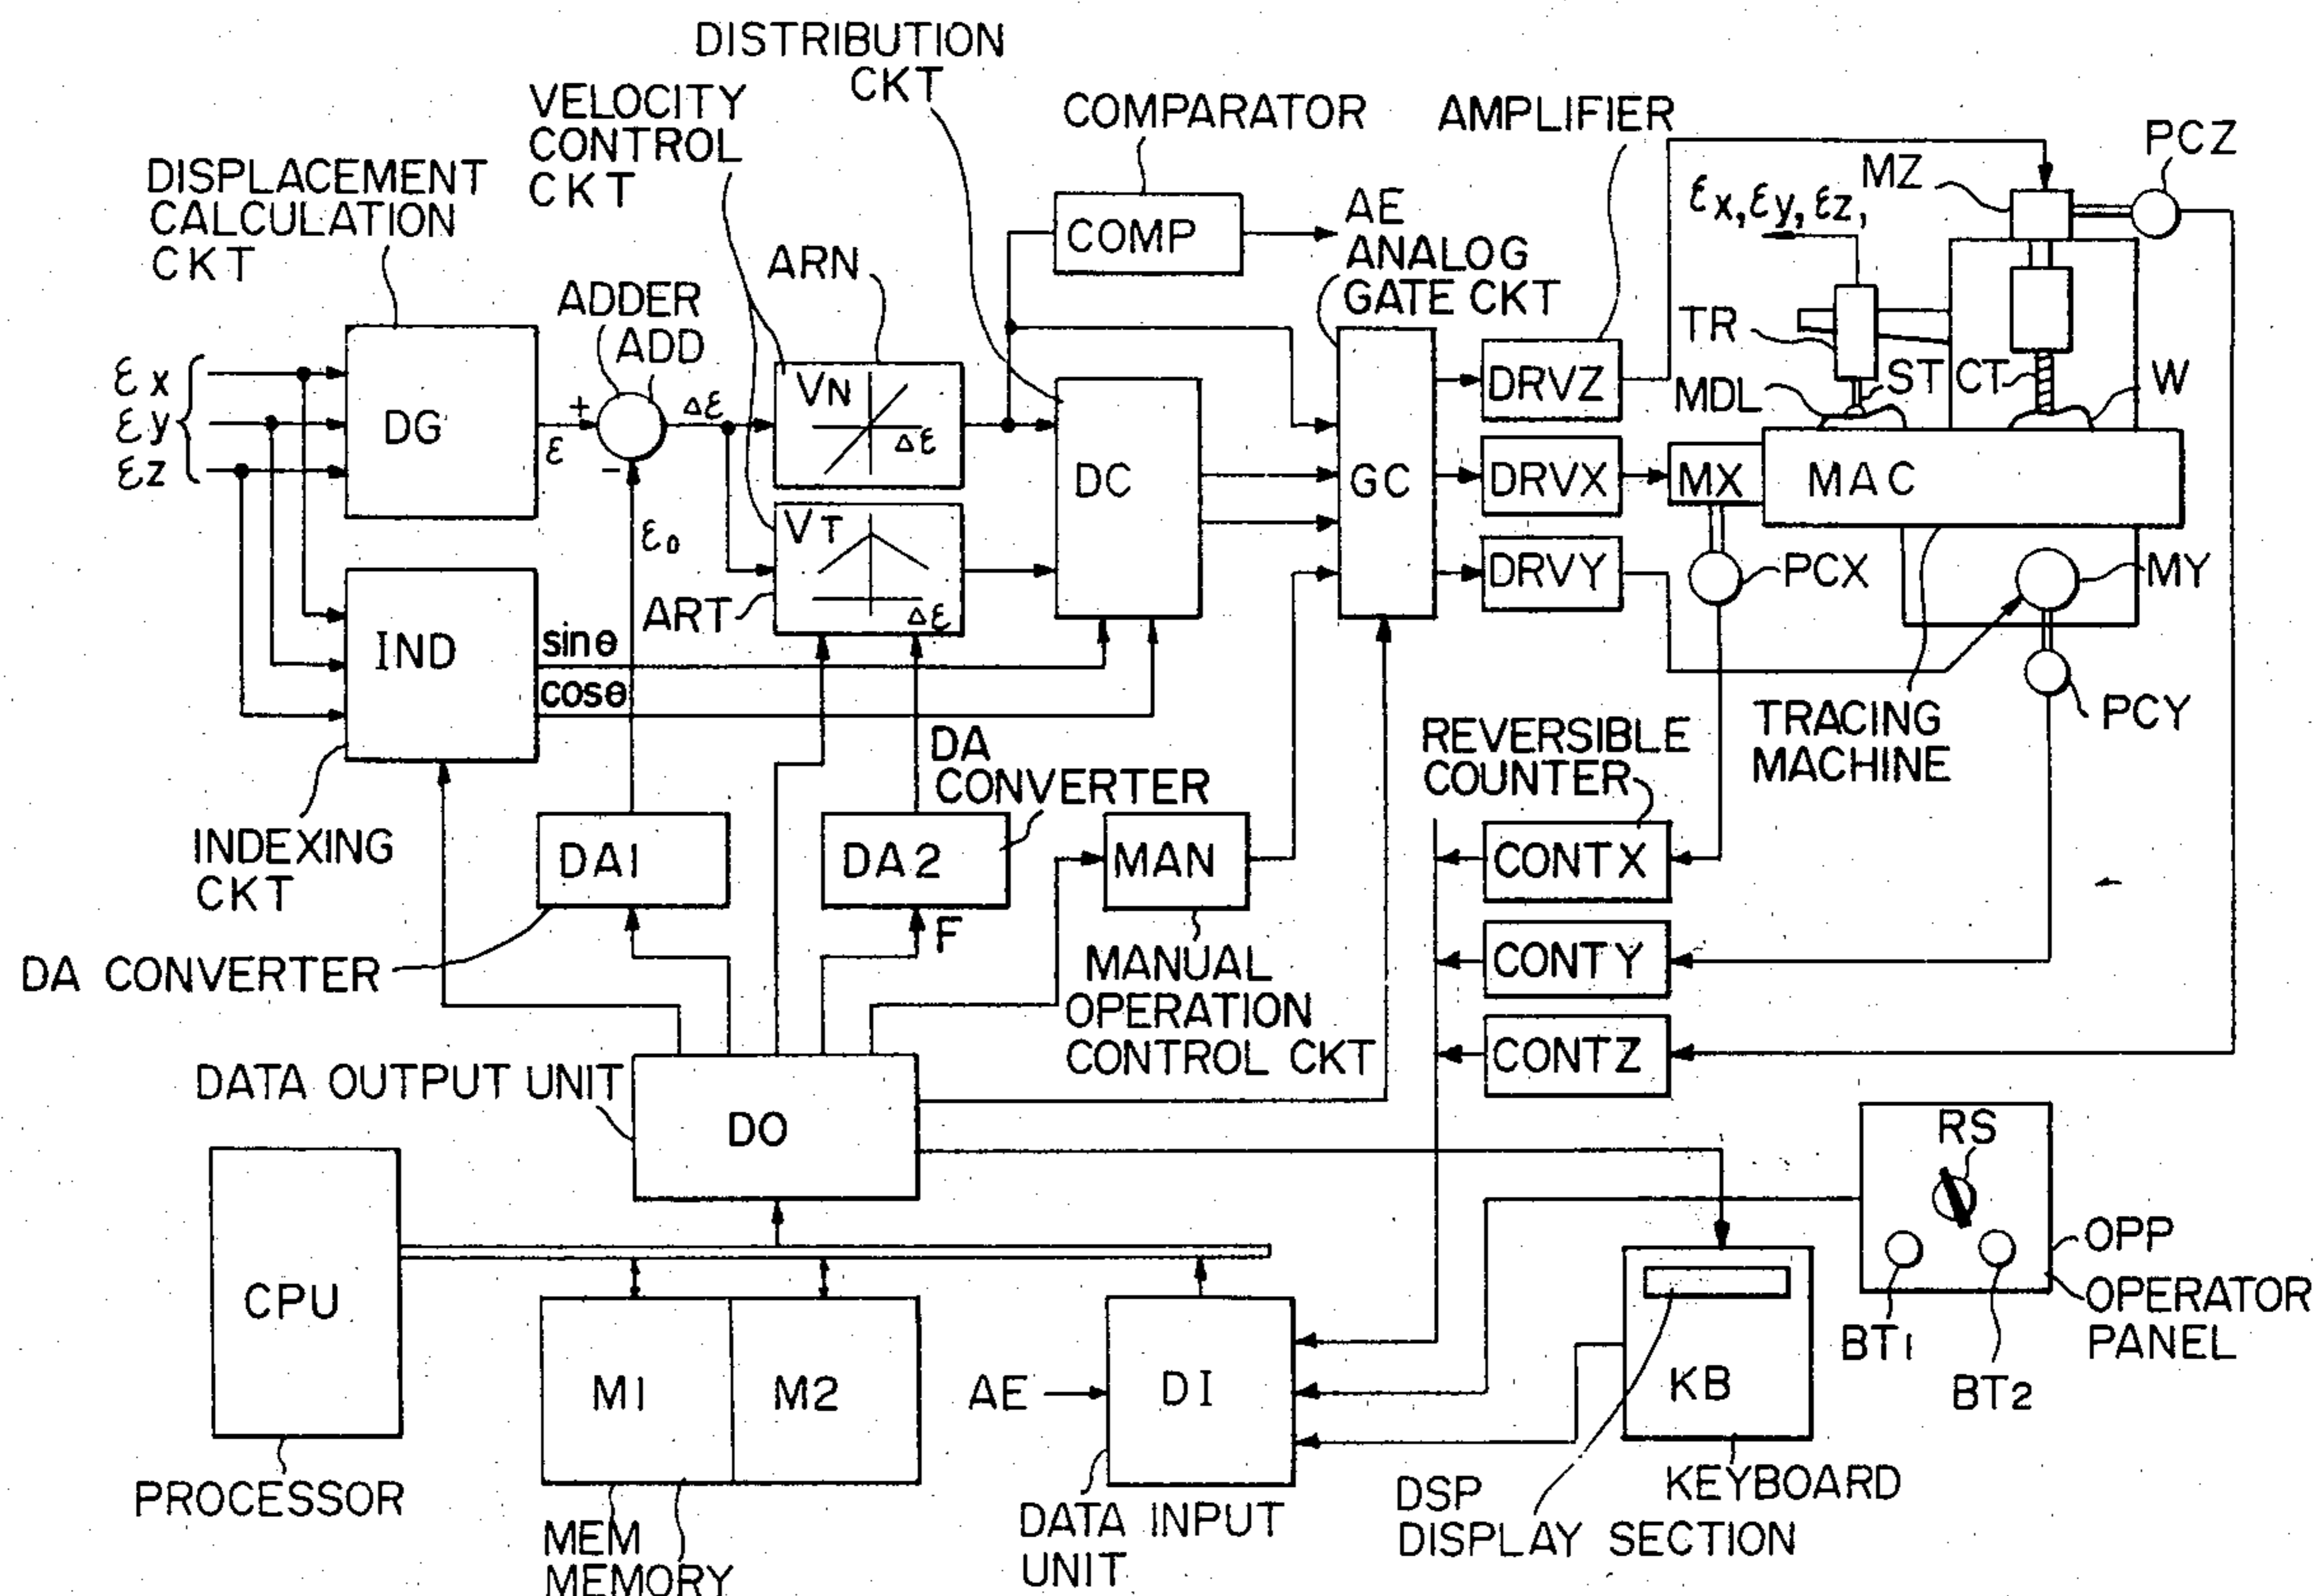 DISTRIBUTION
CKT
VELOCITY
CONTROL
CKT
COMPARATOR
AMPLIFIER
PCZ
DISPLACEMENT
CALCULATION
CKT
MZ
εx, εy, εz,
COMP
AE
ANALOG
GATE CKT
ARN
ADDER
ADD
TR
ST
CT
W
MDL
εx
εy
εz
DG
+
ε
-
Δε
VN
Δε
DC
GC
DRVZ
DRVX
DRVY
MX
MAC
ε0
VT
Δε
ART
PCX
MY
IND
sinθ
cosθ
PCY
TRACING
MACHINE
REVERSIBLE
COUNTER
DA
CONVERTER
INDEXING
CKT
DA1
DA2
MAN
CONTX
F
DA CONVERTER
MANUAL
OPERATION
CONTROL CKT
CONTY
CONTZ
DATA OUTPUT UNIT
DO
RS
OPP
OPERATOR
PANEL
BT1
BT2
CPU
M1
M2
AE
DI
KB
PROCESSOR
MEM
MEMORY
DATA INPUT
UNIT
DSP
DISPLAY SECTION
KEYBOARD